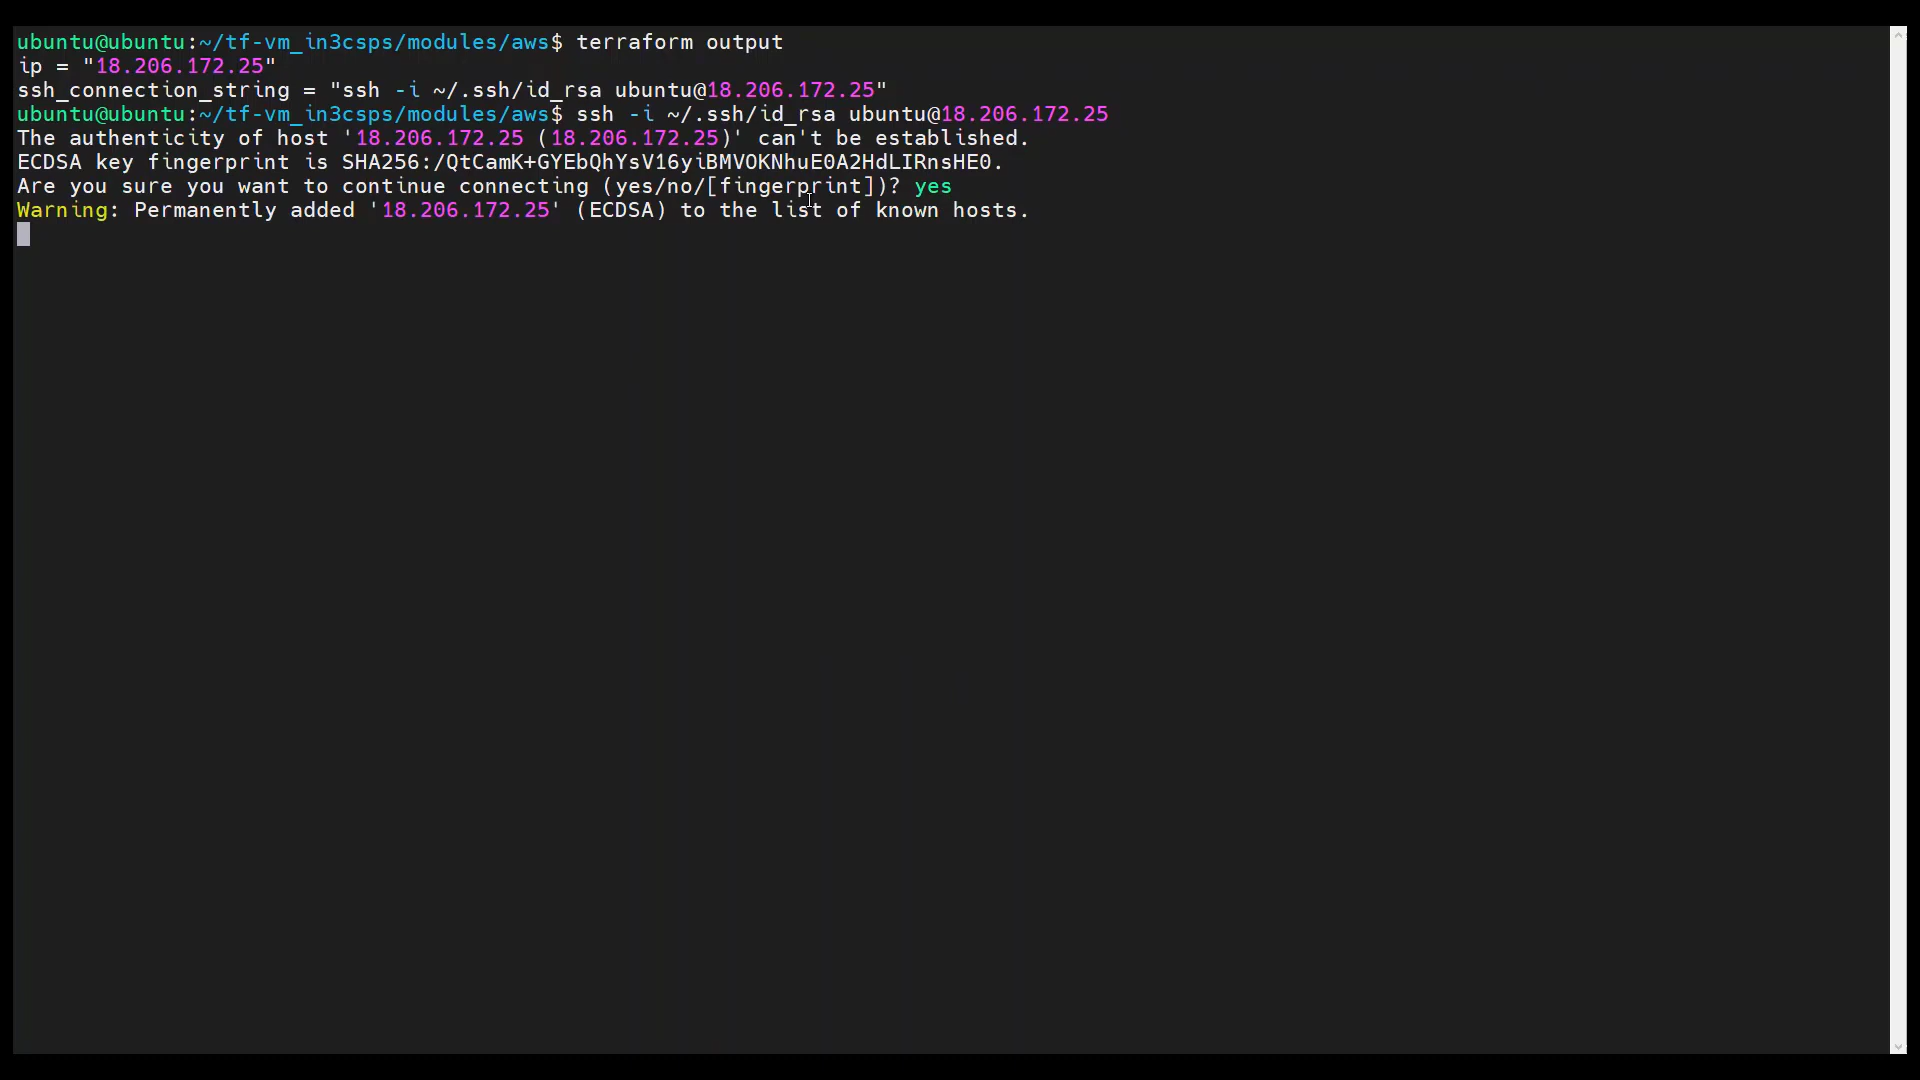 ubuntu@ubuntu:~/tf-vm_in3csps/modules/aws$ terraform output
ip = "18.206.172.25"
ssh_connection_string = "ssh -i ~/.ssh/id_rsa ubuntu@18.206.172.25"
ubuntu@ubuntu:~/tf-vm_in3csps/modules/aws$ ssh -i ~/.ssh/id_rsa ubuntu@18.206.172.25
The authenticity of host '18.206.172.25 (18.206.172.25)' can't be established.
ECDSA key fingerprint is SHA256:/QtCamK+GYEbQhYsV16yiBMVOKNhuE0A2HdLIRnsHE0.
Are you sure you want to continue connecting (yes/no/[fingerprint])? yes
Warning: Permanently added '18.206.172.25' (ECDSA) to the list of known hosts.